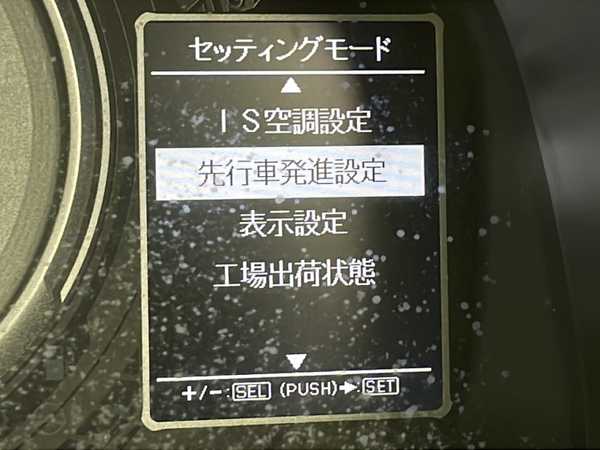 セッティングモード
IS空調設定
先行車発進設定
表示設定
工場出荷状態
+/-:SEL (PUSH)➡:SET